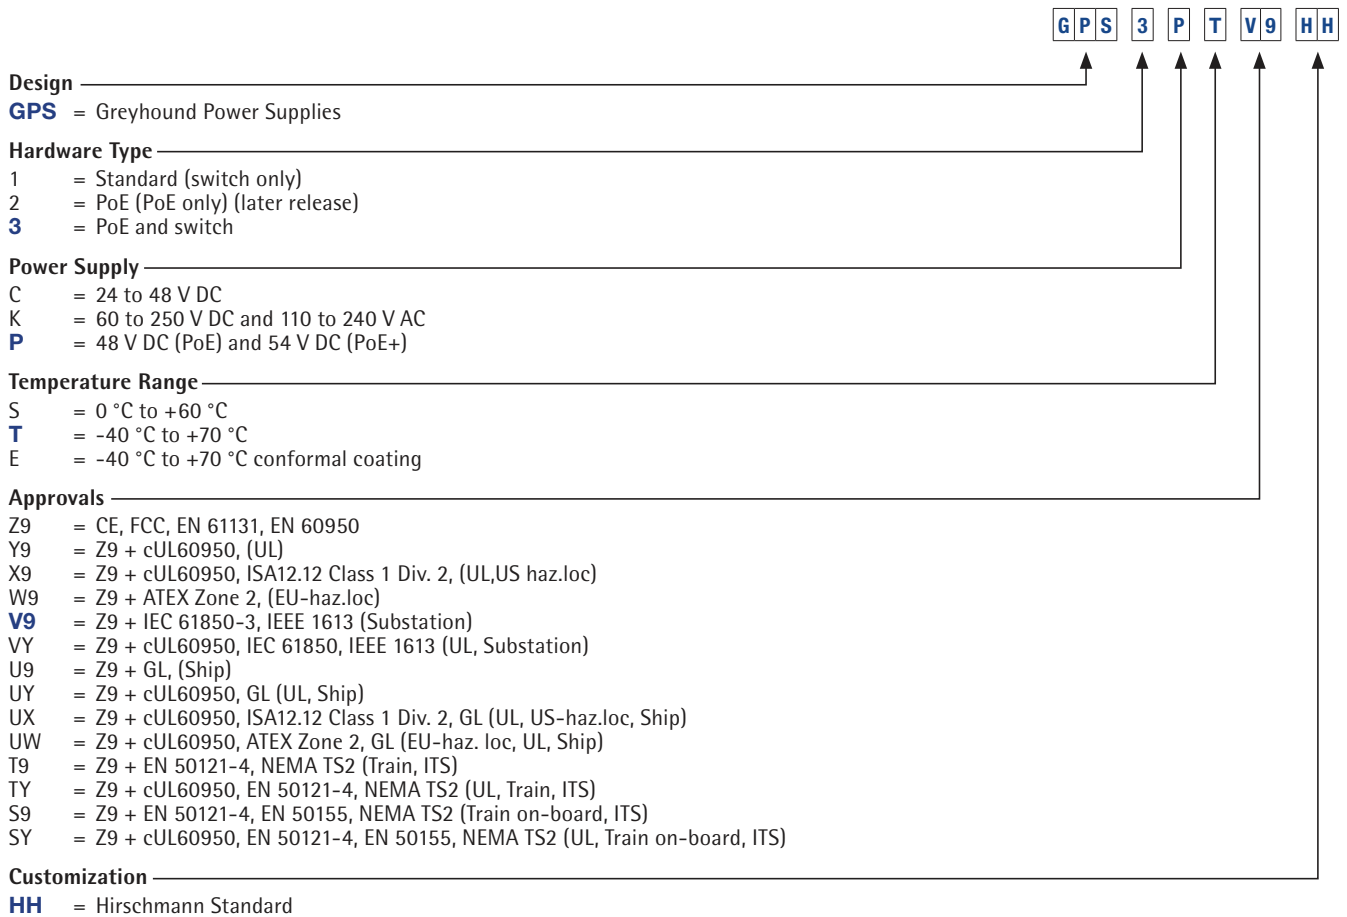 GPS 3 P T V9 HH
Design
GPS = Greyhound Power Supplies
Hardware Type
1 = Standard (switch only)
2 = PoE (PoE only) (later release)
3 = PoE and switch
Power Supply
C = 24 to 48 V DC
K = 60 to 250 V DC and 110 to 240 V AC
P = 48 V DC (PoE) and 54 V DC (PoE+)
Temperature Range
S = 0 °C to +60 °C
T = -40 °C to +70 °C
E = -40 °C to +70 °C conformal coating
Approvals
Z9 = CE, FCC, EN 61131, EN 60950
Y9 = Z9 + cUL60950, (UL)
X9 = Z9 + cUL60950, ISA12.12 Class 1 Div. 2, (UL,US haz.loc)
W9 = Z9 + ATEX Zone 2, (EU-haz.loc)
V9 = Z9 + IEC 61850-3, IEEE 1613 (Substation)
VY = Z9 + cUL60950, IEC 61850, IEEE 1613 (UL, Substation)
U9 = Z9 + GL, (Ship)
UY = Z9 + cUL60950, GL (UL, Ship)
UX = Z9 + cUL60950, ISA12.12 Class 1 Div. 2, GL (UL, US-haz.loc, Ship)
UW = Z9 + cUL60950, ATEX Zone 2, GL (EU-haz. loc, UL, Ship)
T9 = Z9 + EN 50121-4, NEMA TS2 (Train, ITS)
TY = Z9 + cUL60950, EN 50121-4, NEMA TS2 (UL, Train, ITS)
S9 = Z9 + EN 50121-4, EN 50155, NEMA TS2 (Train on-board, ITS)
SY = Z9 + cUL60950, EN 50121-4, EN 50155, NEMA TS2 (UL, Train on-board, ITS)
Customization
HH = Hirschmann Standard